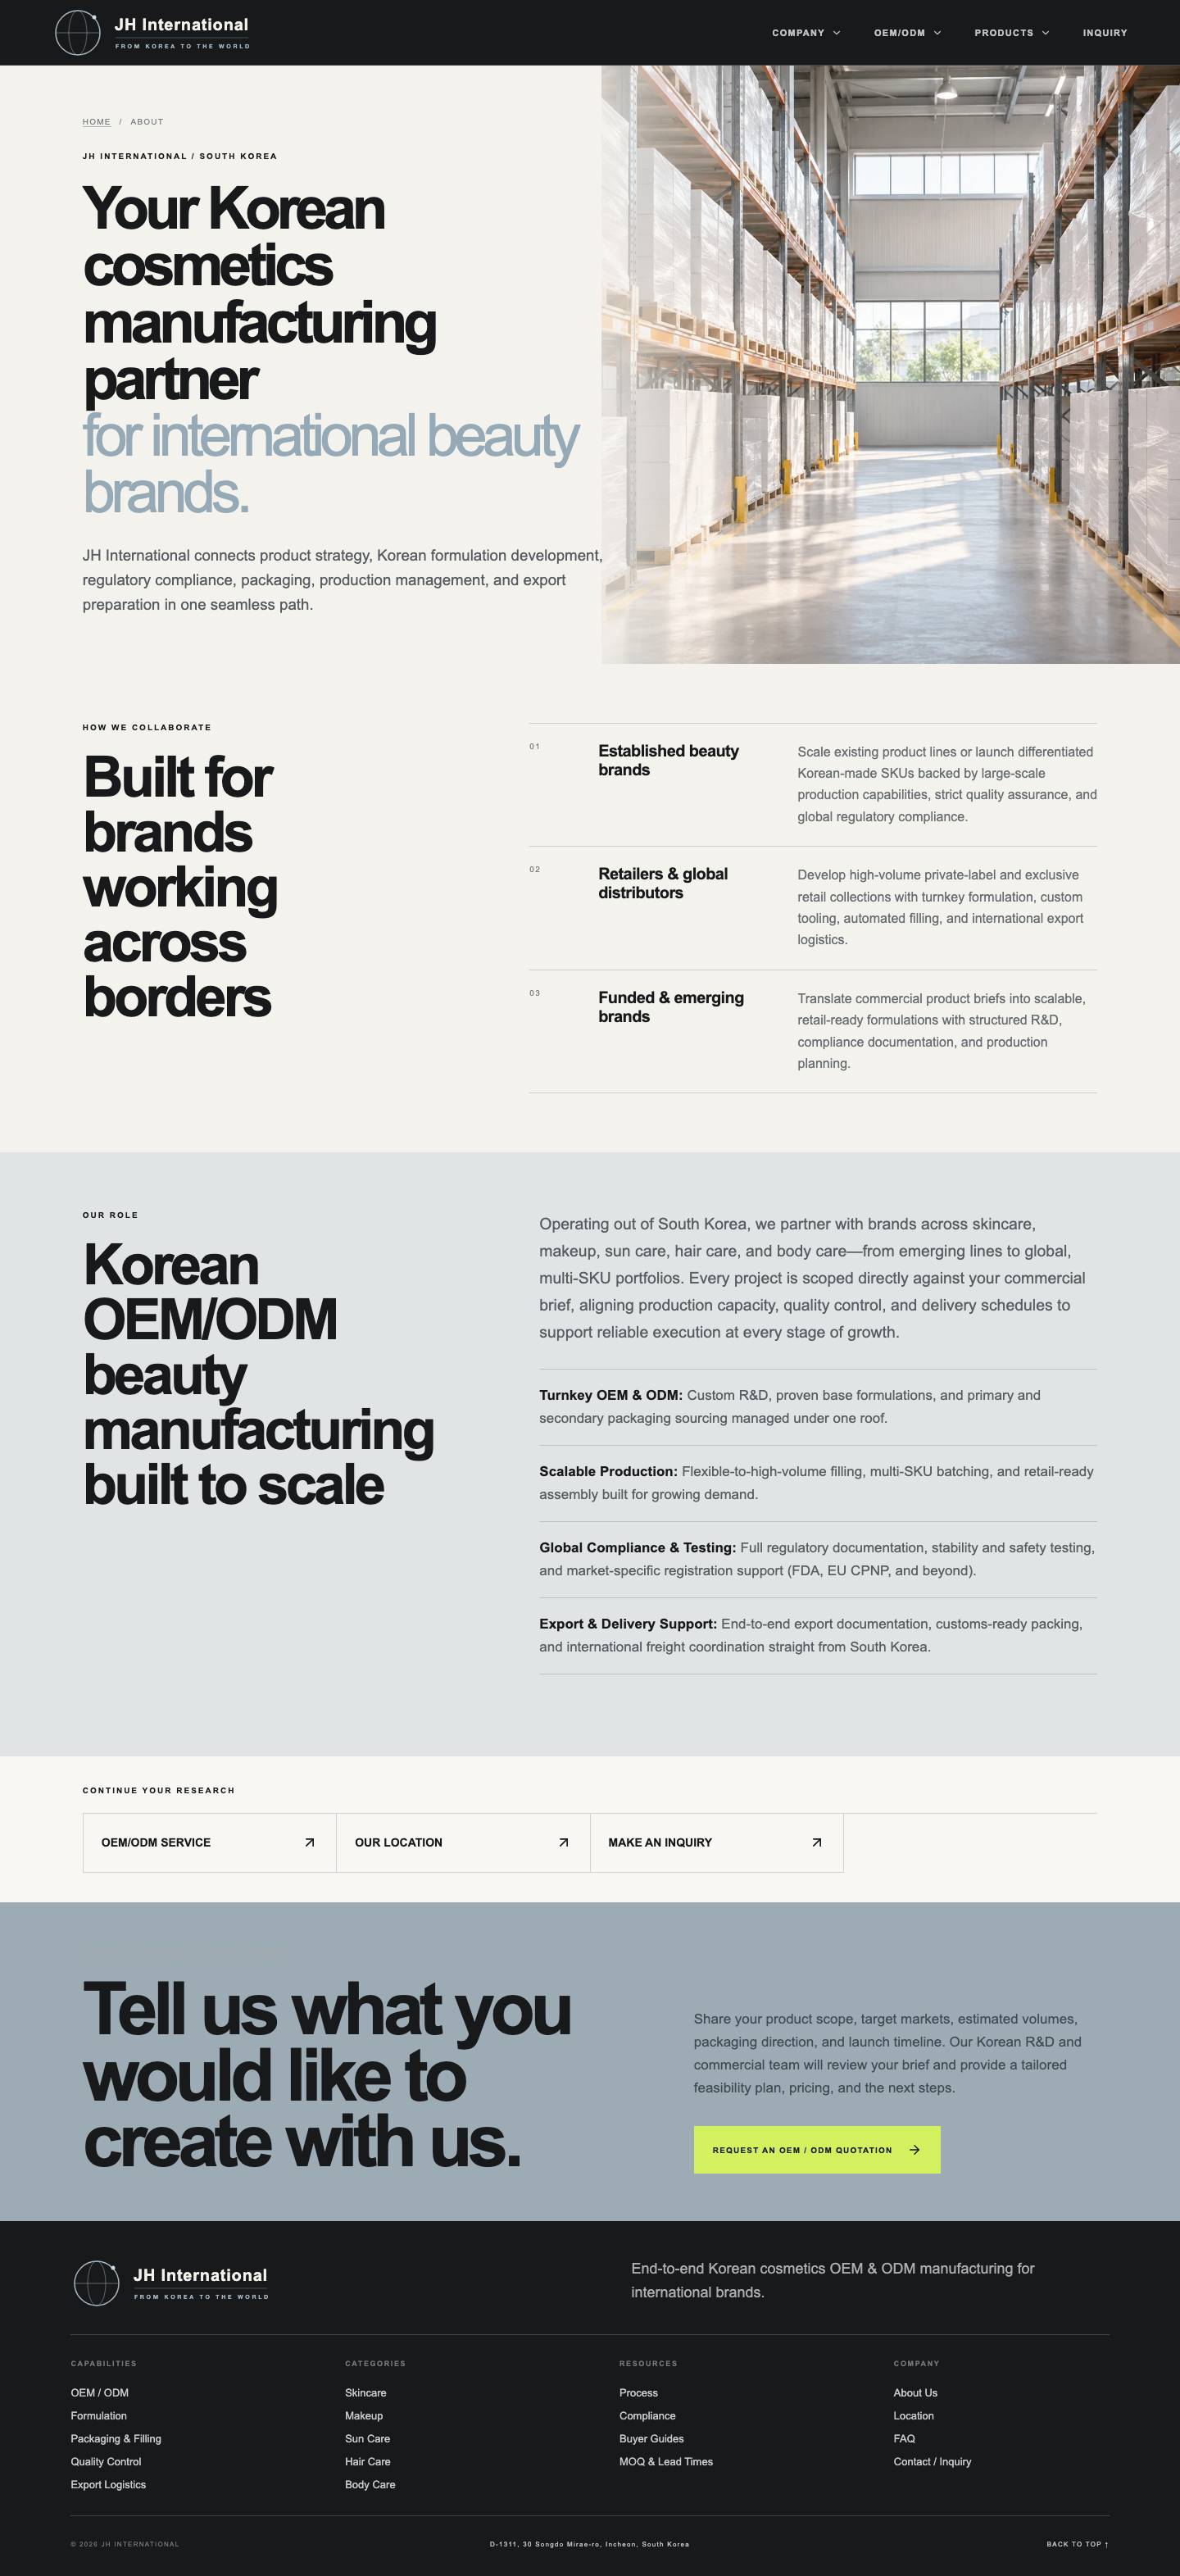 JH International
FROM KOREA TO THE WORLD
COMPANY
OEM/ODM
PRODUCTS
INQUIRY
HOME / ABOUT
JH INTERNATIONAL / SOUTH KOREA
Your Korean
cosmetics
manufacturing
partner
for international beauty
brands.
JH International connects product strategy, Korean formulation development,
regulatory compliance, packaging, production management, and export
preparation in one seamless path.
HOW WE COLLABORATE
Built for
brands
working
across
borders
01
Established beauty
brands
Scale existing product lines or launch differentiated
Korean-made SKUs backed by large-scale
production capabilities, strict quality assurance, and
global regulatory compliance.
02
Retailers & global
distributors
Develop high-volume private-label and exclusive
retail collections with turnkey formulation, custom
tooling, automated filling, and international export
logistics.
03
Funded & emerging
brands
Translate commercial product briefs into scalable,
retail-ready formulations with structured R&D,
compliance documentation, and production
planning.
OUR ROLE
Korean
OEM/ODM
beauty
manufacturing
built to scale
Operating out of South Korea, we partner with brands across skincare,
makeup, sun care, hair care, and body care—from emerging lines to global,
multi-SKU portfolios. Every project is scoped directly against your commercial
brief, aligning production capacity, quality control, and delivery schedules to
support reliable execution at every stage of growth.
Turnkey OEM & ODM: Custom R&D, proven base formulations, and primary and
secondary packaging sourcing managed under one roof.
Scalable Production: Flexible-to-high-volume filling, multi-SKU batching, and retail-ready
assembly built for growing demand.
Global Compliance & Testing: Full regulatory documentation, stability and safety testing,
and market-specific registration support (FDA, EU CPNP, and beyond).
Export & Delivery Support: End-to-end export documentation, customs-ready packing,
and international freight coordination straight from South Korea.
CONTINUE YOUR RESEARCH
OEM/ODM SERVICE
OUR LOCATION
MAKE AN INQUIRY
Tell us what you
would like to
create with us.
Share your product scope, target markets, estimated volumes,
packaging direction, and launch timeline. Our Korean R&D and
commercial team will review your brief and provide a tailored
feasibility plan, pricing, and the next steps.
REQUEST AN OEM / ODM QUOTATION →
JH International
FROM KOREA TO THE WORLD
End-to-end Korean cosmetics OEM & ODM manufacturing for
international brands.
CAPABILITIES
OEM / ODM
Formulation
Packaging & Filling
Quality Control
Export Logistics
CATEGORIES
Skincare
Makeup
Sun Care
Hair Care
Body Care
RESOURCES
Process
Compliance
Buyer Guides
MOQ & Lead Times
COMPANY
About Us
Location
FAQ
Contact / Inquiry
© 2026 JH INTERNATIONAL
D-1311, 30 Songdo Mirae-ro, Incheon, South Korea
BACK TO TOP ↑